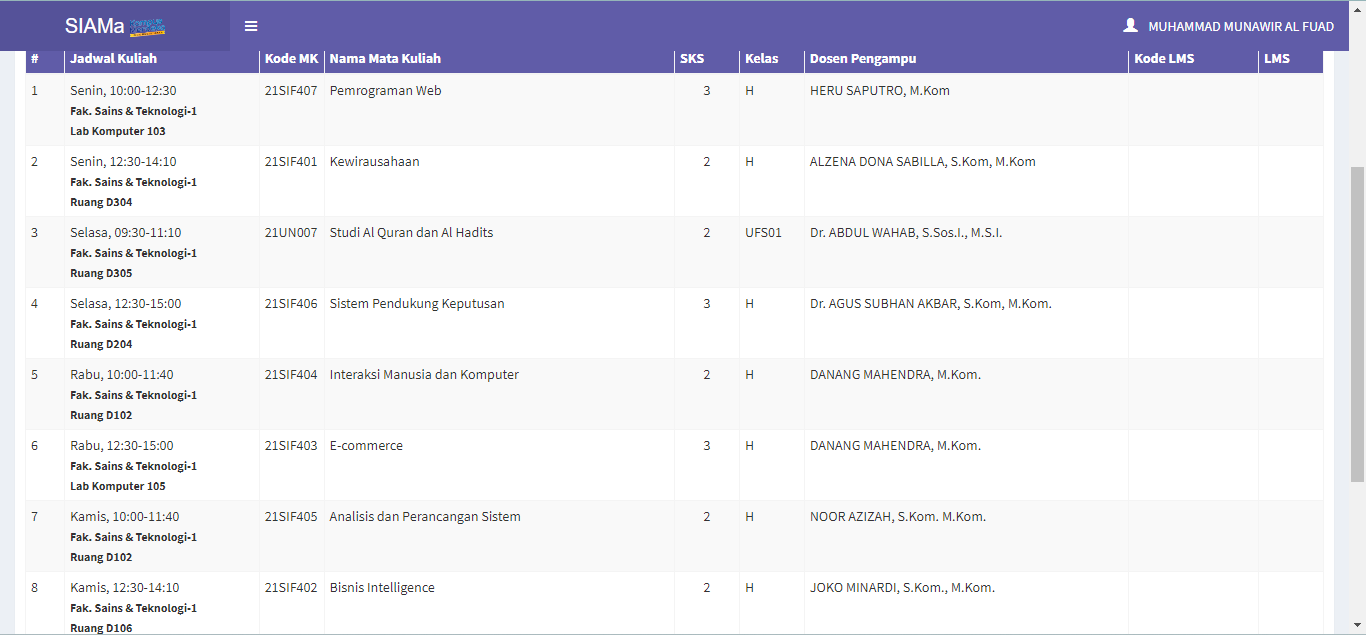 SIAMa
MUHAMMAD MUNAWIR AL FUAD
# Jadwal Kuliah Kode MK Nama Mata Kuliah SKS Kelas Dosen Pengampu Kode LMS LMS
1 Senin, 10:00-12:30 21SIF407 Pemrograman Web 3 H HERU SAPUTRO, M.Kom
Fak. Sains & Teknologi-1
Lab Komputer 103
2 Senin, 12:30-14:10 21SIF401 Kewirausahaan 2 H ALZENA DONA SABILLA, S.Kom, M.Kom
Fak. Sains & Teknologi-1
Ruang D304
3 Selasa, 09:30-11:10 21UN007 Studi Al Quran dan Al Hadits 2 UFS01 Dr. ABDUL WAHAB, S.Sos.I., M.S.I.
Fak. Sains & Teknologi-1
Ruang D305
4 Selasa, 12:30-15:00 21SIF406 Sistem Pendukung Keputusan 3 H Dr. AGUS SUBHAN AKBAR, S.Kom, M.Kom.
Fak. Sains & Teknologi-1
Ruang D204
5 Rabu, 10:00-11:40 21SIF404 Interaksi Manusia dan Komputer 2 H DANANG MAHENDRA, M.Kom.
Fak. Sains & Teknologi-1
Ruang D102
6 Rabu, 12:30-15:00 21SIF403 E-commerce 3 H DANANG MAHENDRA, M.Kom.
Fak. Sains & Teknologi-1
Lab Komputer 105
7 Kamis, 10:00-11:40 21SIF405 Analisis dan Perancangan Sistem 2 H NOOR AZIZAH, S.Kom. M.Kom.
Fak. Sains & Teknologi-1
Ruang D102
8 Kamis, 12:30-14:10 21SIF402 Bisnis Intelligence 2 H JOKO MINARDI, S.Kom., M.Kom.
Fak. Sains & Teknologi-1
Ruang D106